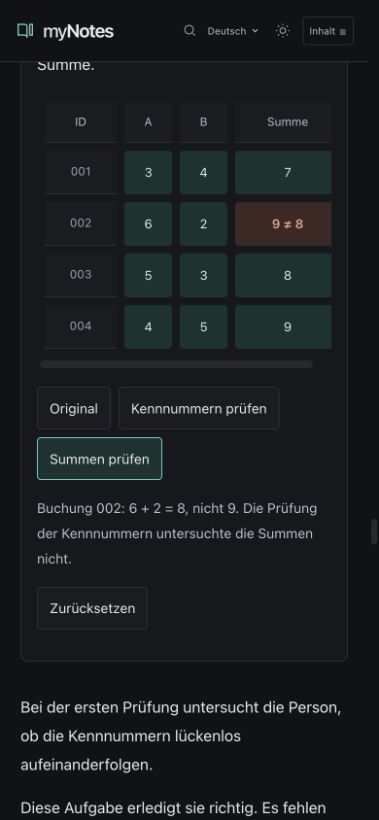 myNotes Deutsch Inhalt
Summe.
ID A B Summe
001 3 4 7
002 6 2 9 ≠ 8
003 5 3 8
004 4 5 9
Original Kennnummern prüfen
Summen prüfen
Buchung 002: 6 + 2 = 8, nicht 9. Die Prüfung
der Kennnummern untersuchte die Summen
nicht.
Zurücksetzen
Bei der ersten Prüfung untersucht die Person,
ob die Kennnummern lückenlos
aufeinanderfolgen.
Diese Aufgabe erledigt sie richtig. Es fehlen